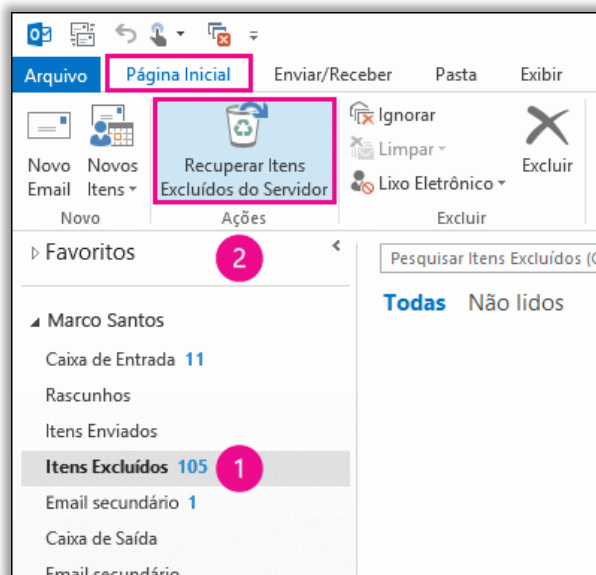 Arquivo Página Inicial Enviar/Receber Pasta Exibir
Novo Email
Novos Itens
Recuperar Itens
Excluídos do Servidor
Ignorar
Limpar
Lixo Eletrônico
Excluir
Novo Ações Excluir
Favoritos
2
Pesquisar Itens Excluídos (
Todas Não lidos
Marco Santos
Caixa de Entrada 11
Rascunhos
Itens Enviados
Itens Excluídos 105 1
Email secundário 1
Caixa de Saída
Email secundário